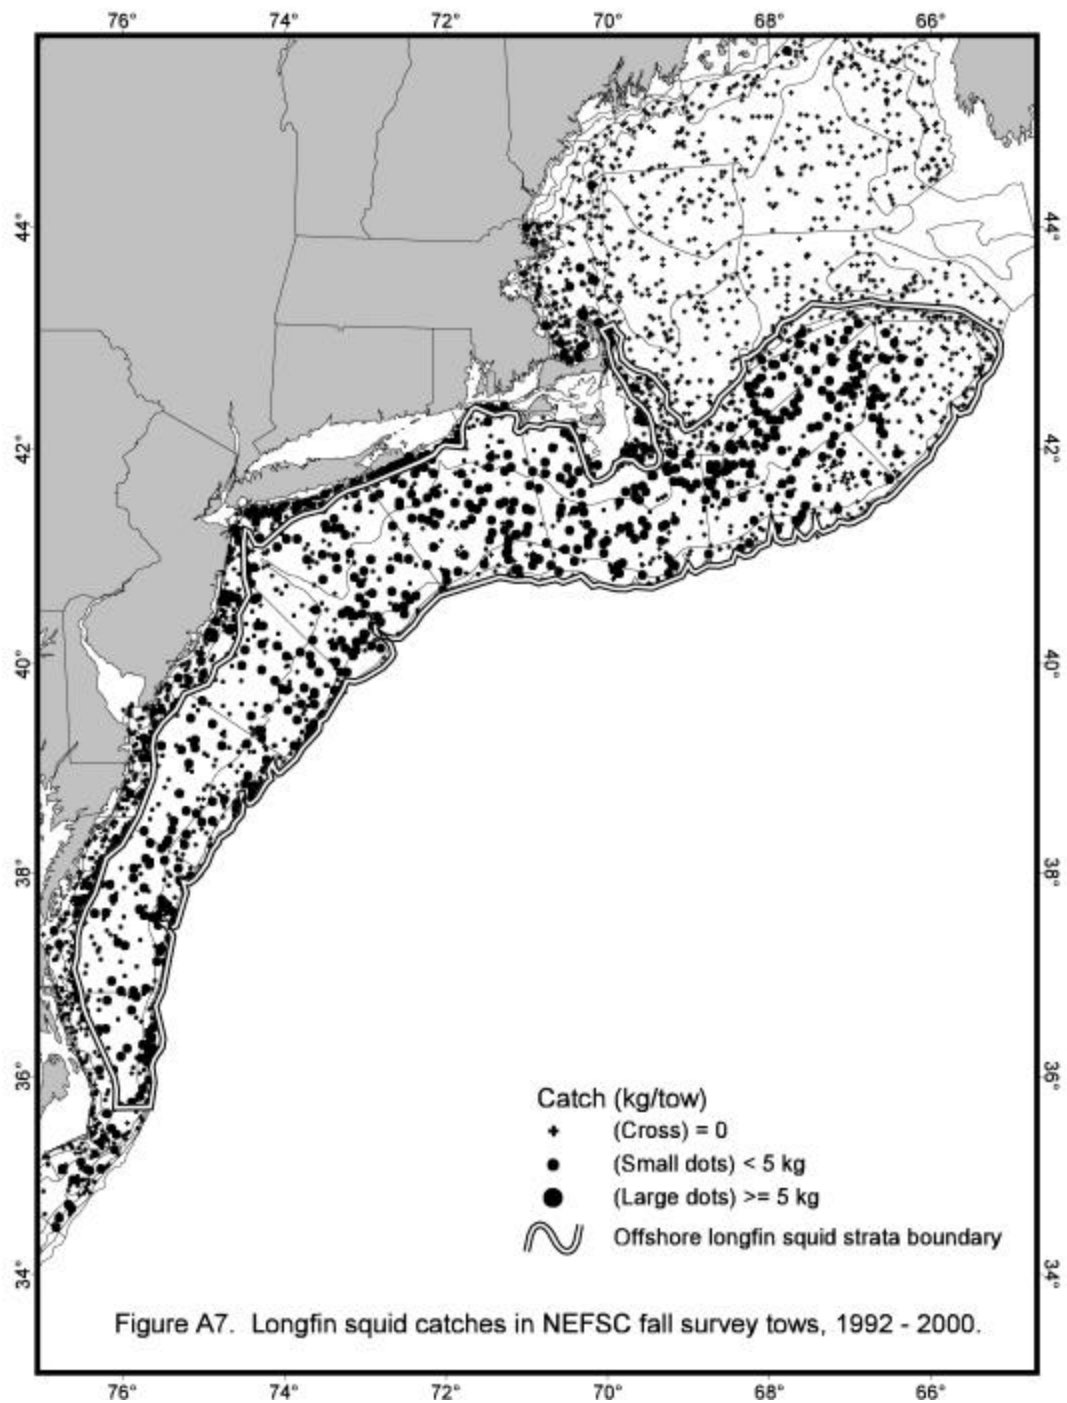 76° 74° 72° 70° 68° 66°
44° 44°
42° 42°
40° 40°
38° 38°
36° 36°
Catch (kg/tow)
(Cross) = 0
(Small dots) < 5 kg
(Large dots) >= 5 kg
Offshore longfin squid strata boundary
34° 34°
Figure A7. Longfin squid catches in NEFSC fall survey tows, 1992 - 2000.
76° 74° 72° 70° 68° 66°